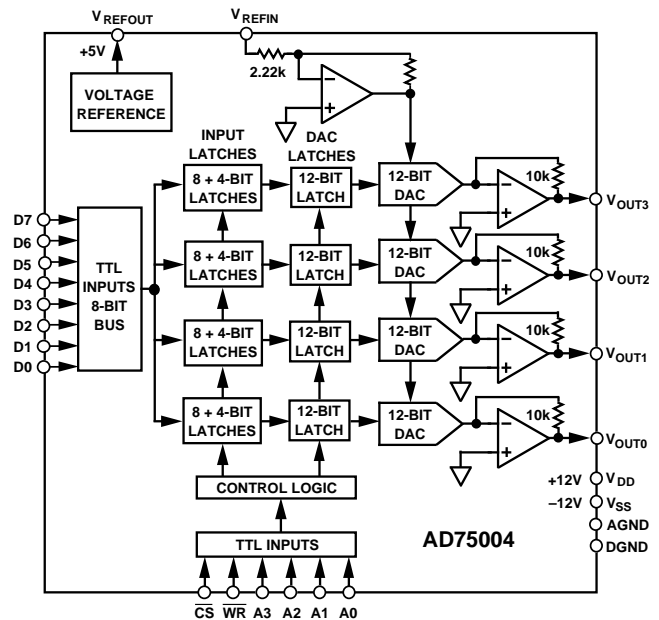 VREFOUT
VREFIN
+5V
2.22k
VOLTAGE
REFERENCE
–
+
INPUT
LATCHES
DAC
LATCHES
8 + 4-BIT
LATCHES
12-BIT
LATCH
12-BIT
DAC
10k
–
+
VOUT3
8 + 4-BIT
LATCHES
12-BIT
LATCH
12-BIT
DAC
10k
–
+
VOUT2
8 + 4-BIT
LATCHES
12-BIT
LATCH
12-BIT
DAC
10k
–
+
VOUT1
8 + 4-BIT
LATCHES
12-BIT
LATCH
12-BIT
DAC
10k
–
+
VOUT0
D7
D6
D5
D4
D3
D2
D1
D0
TTL
INPUTS
8-BIT
BUS
CONTROL LOGIC
TTL INPUTS
+12V VDD
–12V VSS
AGND
DGND
AD75004
C̅S̅ W̅R̅ A3 A2 A1 A0